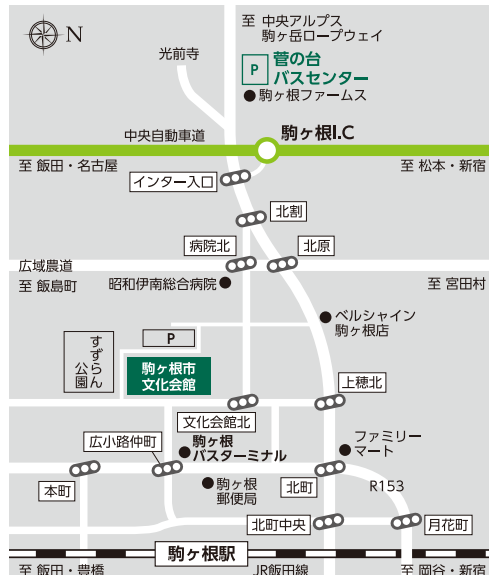 N
至 中央アルプス
駒ヶ岳ロープウェイ
光前寺
P
菅の台
バスセンター
駒ヶ根ファームス
中央自動車道
駒ヶ根I.C
至 飯田・名古屋
至 松本・新宿
インター入口
北割
病院北
北原
広域農道
至 飯島町
昭和伊南総合病院
至 宮田村
ベルシャイン
駒ヶ根店
P
すずらん
公園
駒ヶ根市
文化会館
上穂北
文化会館北
広小路仲町
駒ヶ根
バスターミナル
ファミリー
マート
本町
駒ヶ根
郵便局
北町
R153
北町中央
月花町
駒ヶ根駅
至 飯田・豊橋
JR飯田線
至 岡谷・新宿